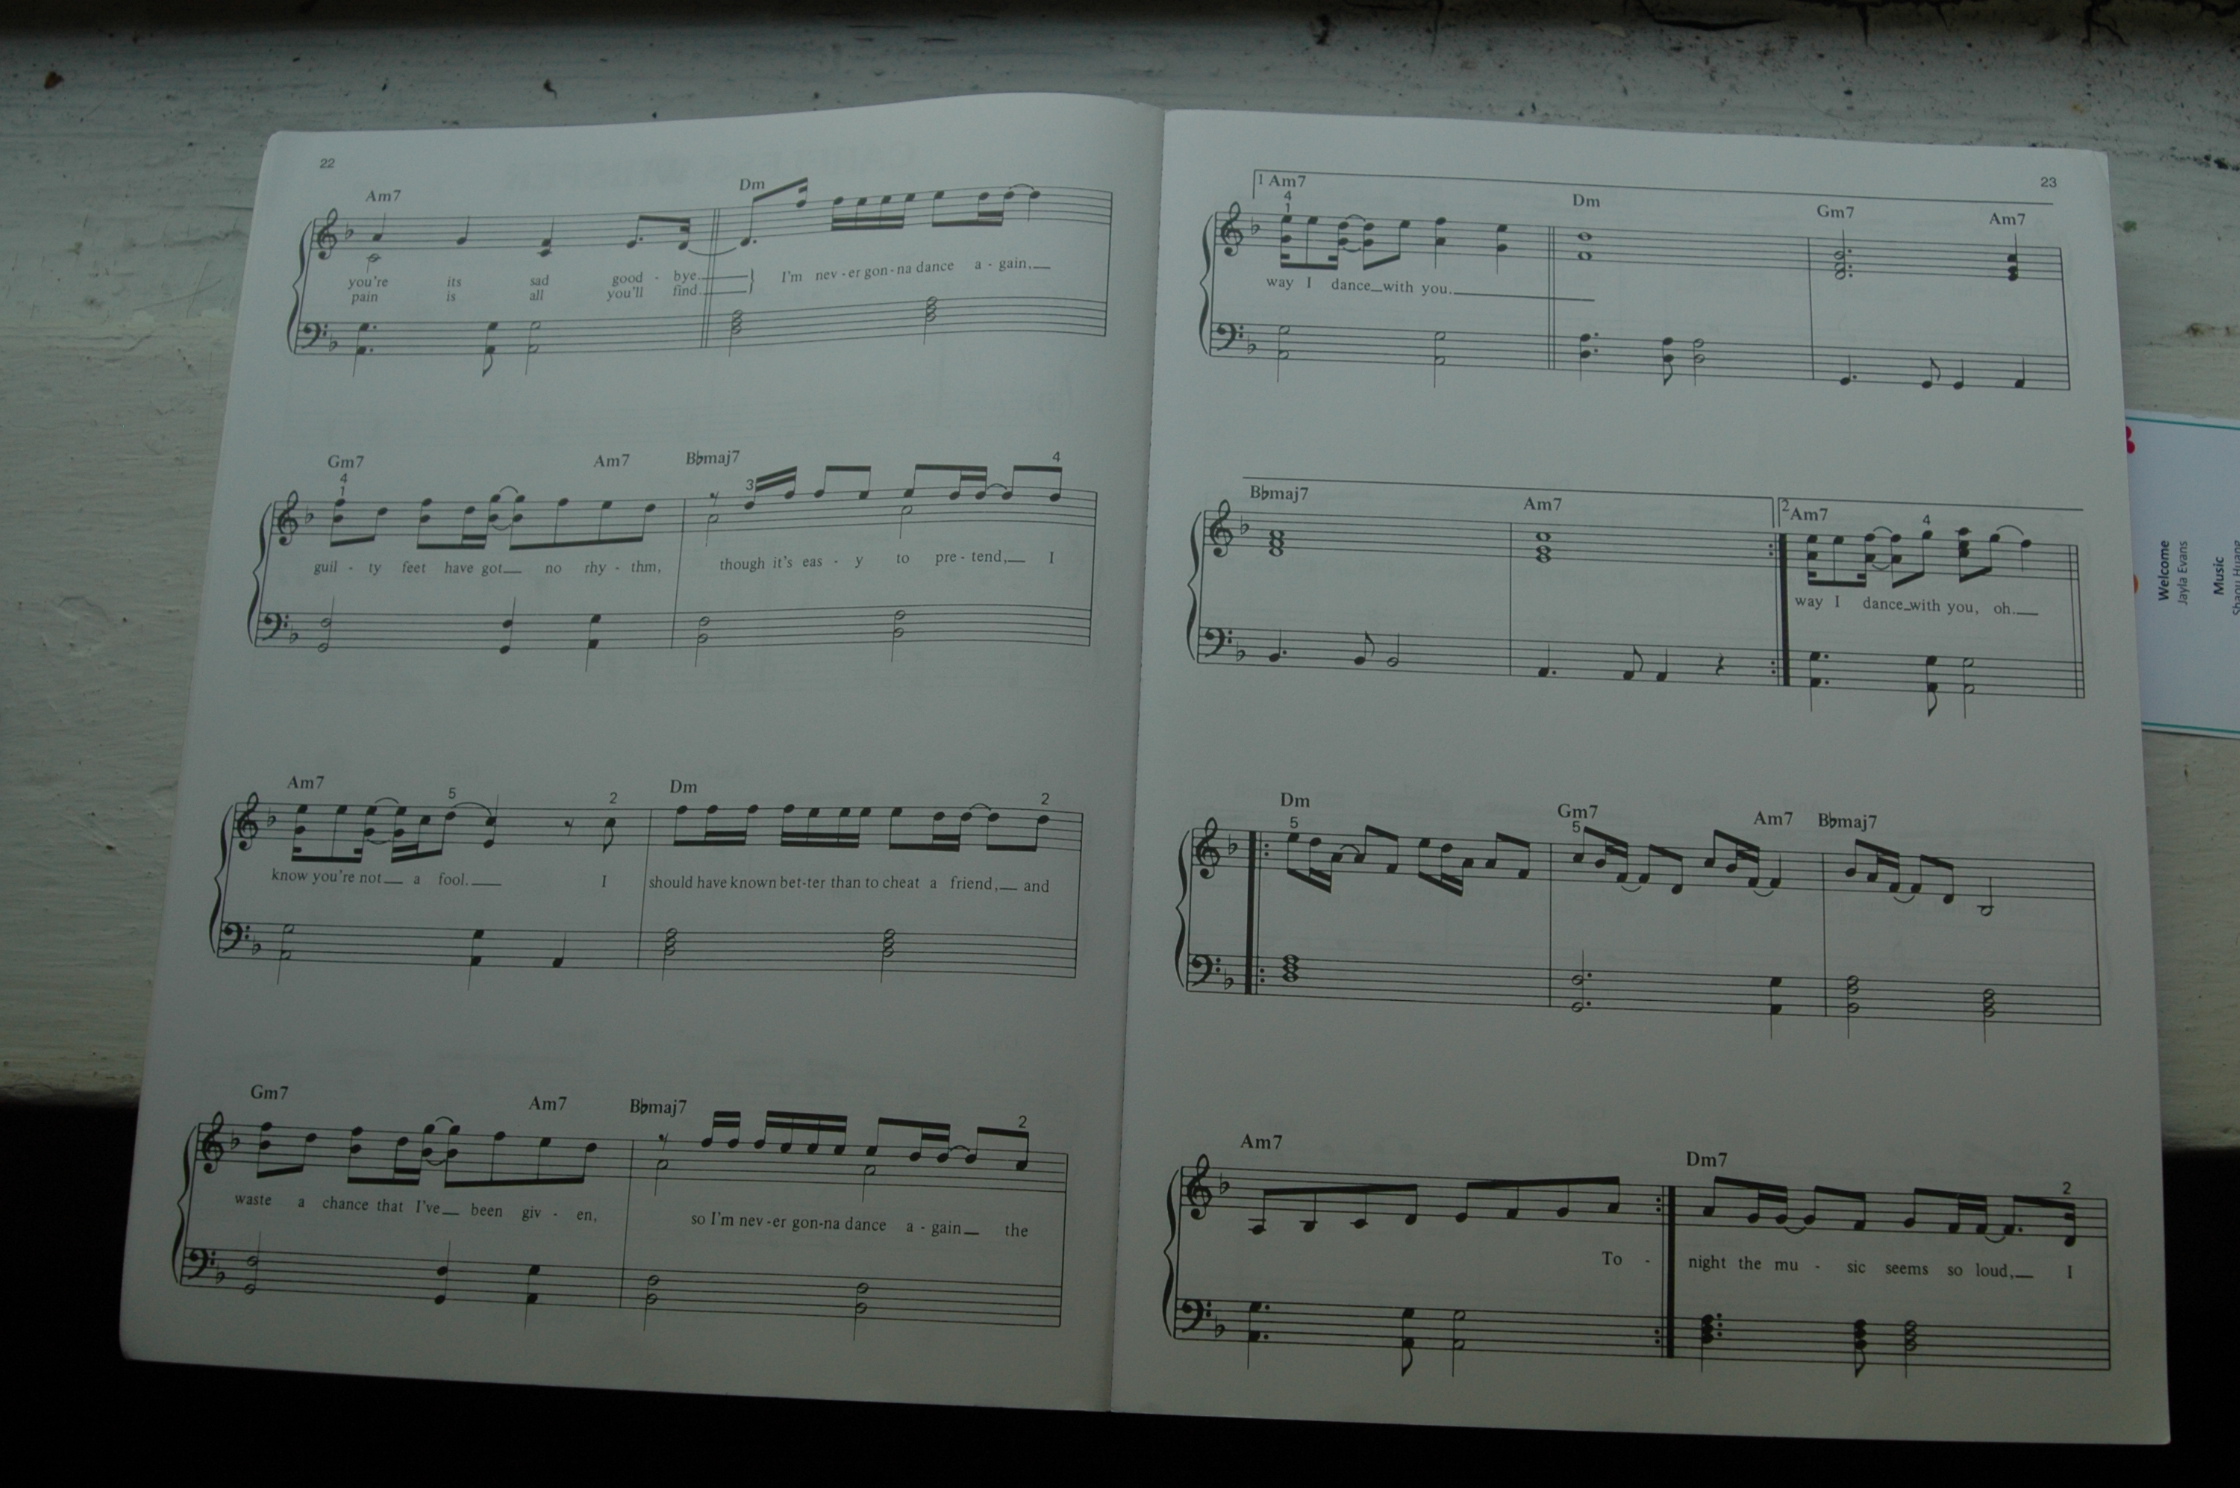 22
Am7 Dm
you're its sad good - bye. I'm nev - er gon - na dance a - gain,
pain is all you'll find.
Gm7 Am7 B♭maj7
4
1 3 4
guil - ty feet have got no rhy - thm, though it's eas - y to pre - tend, I
Am7 Dm
5 2 2
know you're not a fool. I should have known bet - ter than to cheat a friend, and
Gm7 Am7 B♭maj7
2
waste a chance that I've been giv - en, so I'm nev - er gon - na dance a - gain the
23
1 Am7 Dm Gm7 Am7
4
1
way I dance with you.
B♭maj7 Am7 2 Am7
4
way I dance with you, oh.
Dm Gm7 Am7 B♭maj7
5 5
Am7 Dm7
2
To - night the mu - sic seems so loud, I
Welcome
Jayla Evans
Music